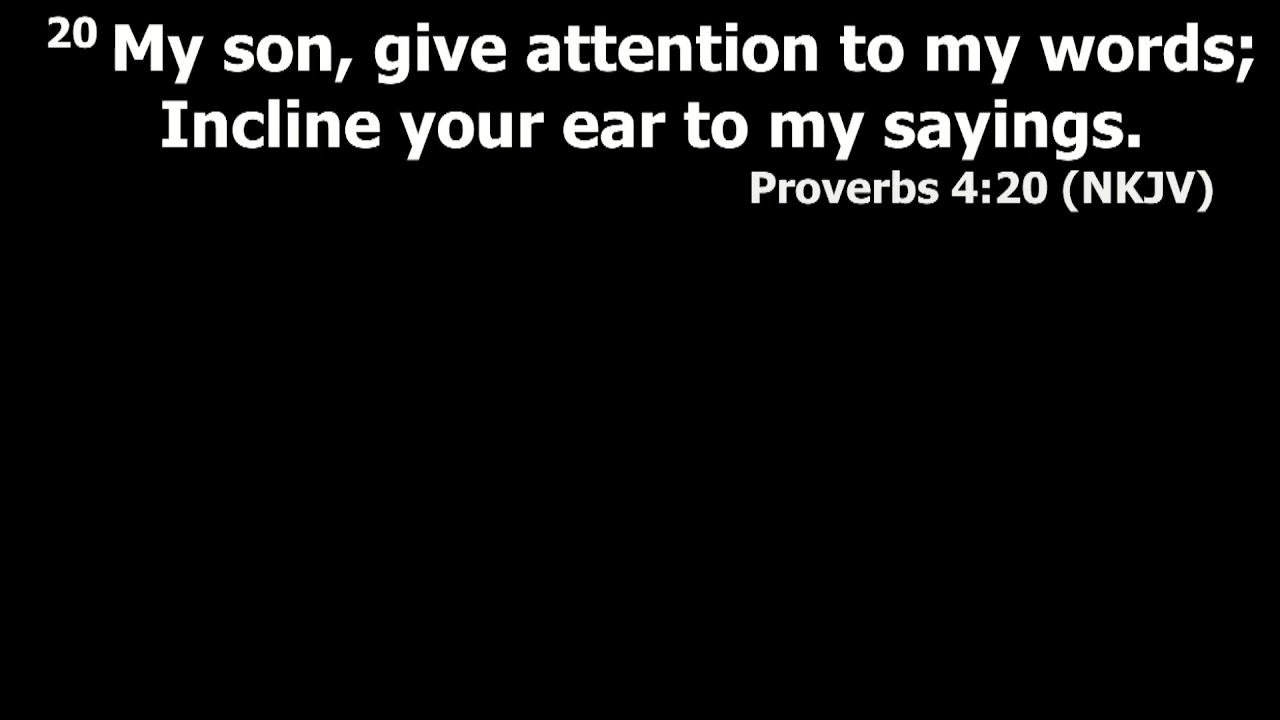 20 My son, give attention to my words;
Incline your ear to my sayings.
Proverbs 4:20 (NKJV)